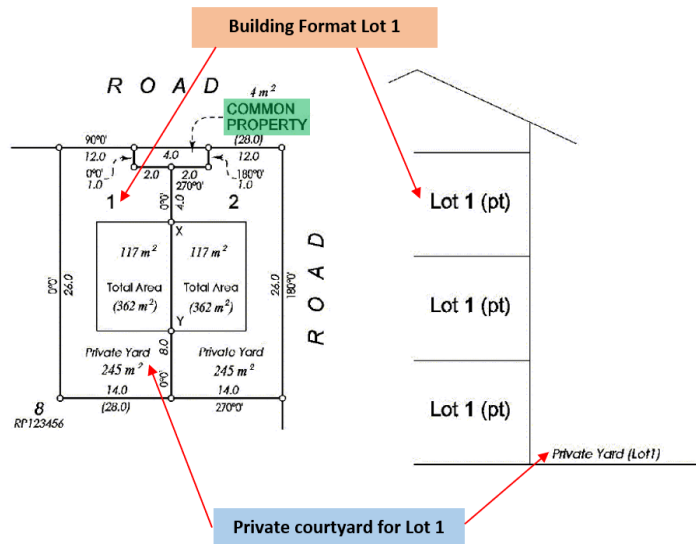 Building Format Lot 1
R O A D
4 m²
COMMON
PROPERTY
90°0'
(28.0)
12.0
4.0
12.0
0°0'
1.0
2.0
2.0
270°0'
180°0'
1.0
1
2
0°0'
4.0
X
117 m²
117 m²
Total Area
(362 m²)
Total Area
(362 m²)
Y
0°0'
26.0
26.0
180°0'
R O A D
Private Yard
245 m²
8.0
0°0'
Private Yard
245 m²
14.0
14.0
(28.0)
270°0'
8
RP123456
Lot 1 (pt)
Lot 1 (pt)
Lot 1 (pt)
Private Yard (Lot1)
Private courtyard for Lot 1